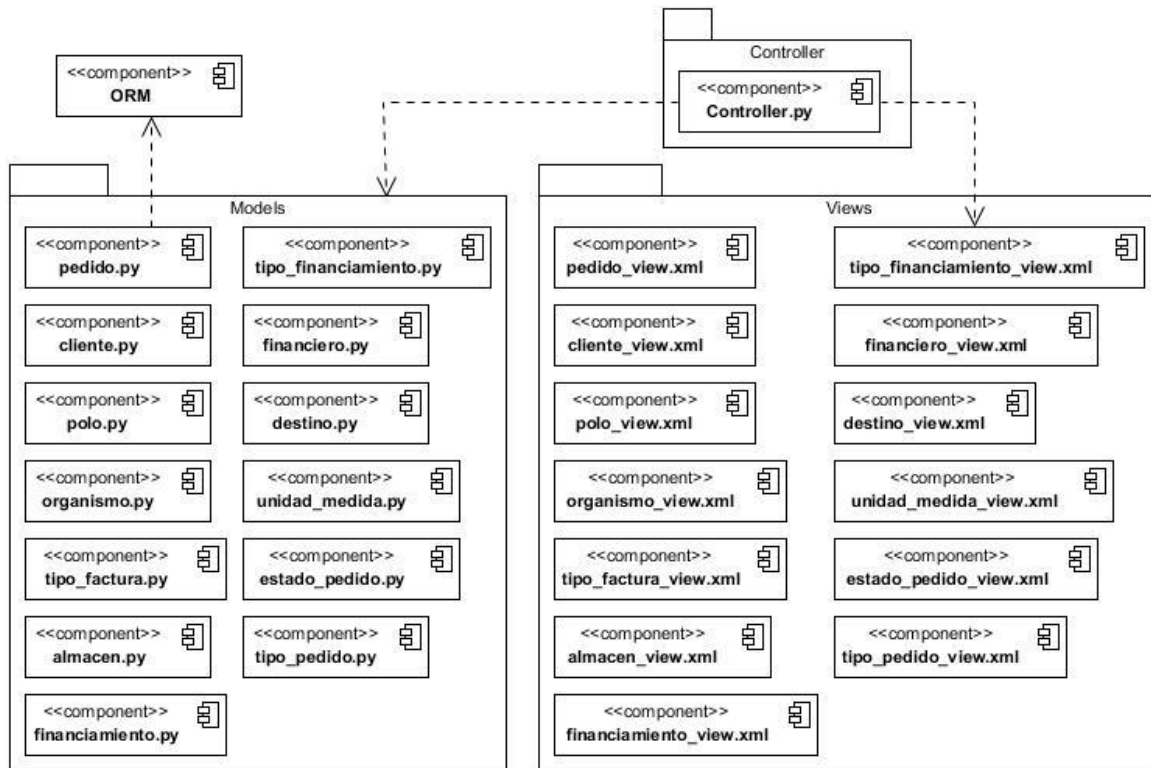 <<component>>
ORM
Controller
<<component>>
Controller.py
Models
<<component>>
pedido.py
<<component>>
tipo_financiamiento.py
<<component>>
cliente.py
<<component>>
financiero.py
<<component>>
polo.py
<<component>>
destino.py
<<component>>
organismo.py
<<component>>
unidad_medida.py
<<component>>
tipo_factura.py
<<component>>
estado_pedido.py
<<component>>
almacen.py
<<component>>
tipo_pedido.py
<<component>>
financiamiento.py
Views
<<component>>
pedido_view.xml
<<component>>
tipo_financiamiento_view.xml
<<component>>
cliente_view.xml
<<component>>
financiero_view.xml
<<component>>
polo_view.xml
<<component>>
destino_view.xml
<<component>>
organismo_view.xml
<<component>>
unidad_medida_view.xml
<<component>>
tipo_factura_view.xml
<<component>>
estado_pedido_view.xml
<<component>>
almacen_view.xml
<<component>>
tipo_pedido_view.xml
<<component>>
financiamiento_view.xml